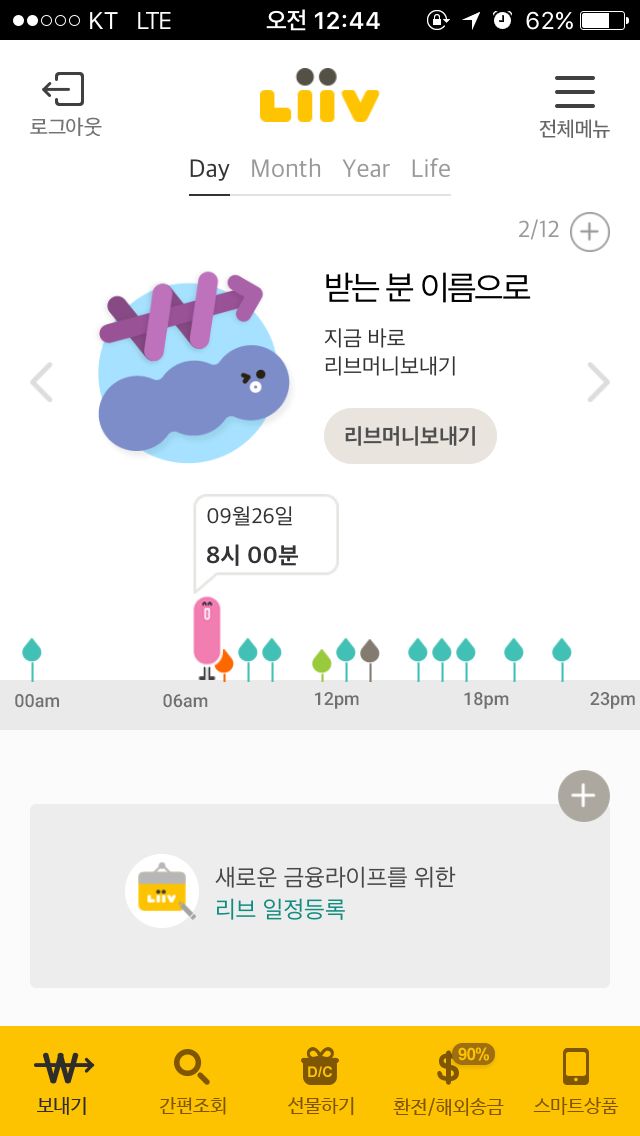 KT LTE 오전 12:44 62%
로그아웃
Liiv
전체메뉴
Day Month Year Life
2/12
받는 분 이름으로
지금 바로
리브머니보내기
리브머니보내기
09월26일
8시 00분
00am 06am 12pm 18pm 23pm
새로운 금융라이프를 위한
Liiv
리브 일정등록
D/C
90%
보내기 간편조회 선물하기 환전/해외송금 스마트상품